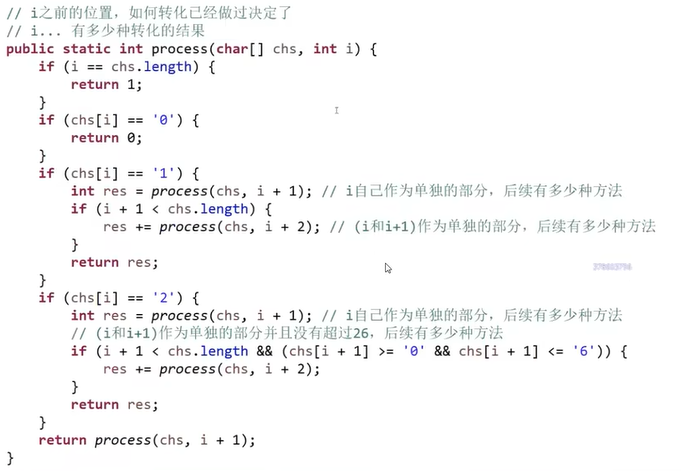 // i之前的位置，如何转化已经做过决定了
// i... 有多少种转化的结果
public static int process(char[] chs, int i) {
    if (i == chs.length) {
        return 1;
    }
    if (chs[i] == '0') {
        return 0;
    }
    if (chs[i] == '1') {
        int res = process(chs, i + 1); // i自己作为单独的部分，后续有多少种方法
        if (i + 1 < chs.length) {
            res += process(chs, i + 2); // (i和i+1)作为单独的部分，后续有多少种方法
        }
        return res;
    }
    if (chs[i] == '2') {
        int res = process(chs, i + 1); // i自己作为单独的部分，后续有多少种方法
        // (i和i+1)作为单独的部分并且没有超过26，后续有多少种方法
        if (i + 1 < chs.length && (chs[i + 1] >= '0' && chs[i + 1] <= '6')) {
            res += process(chs, i + 2);
        }
        return res;
    }
    return process(chs, i + 1);
}